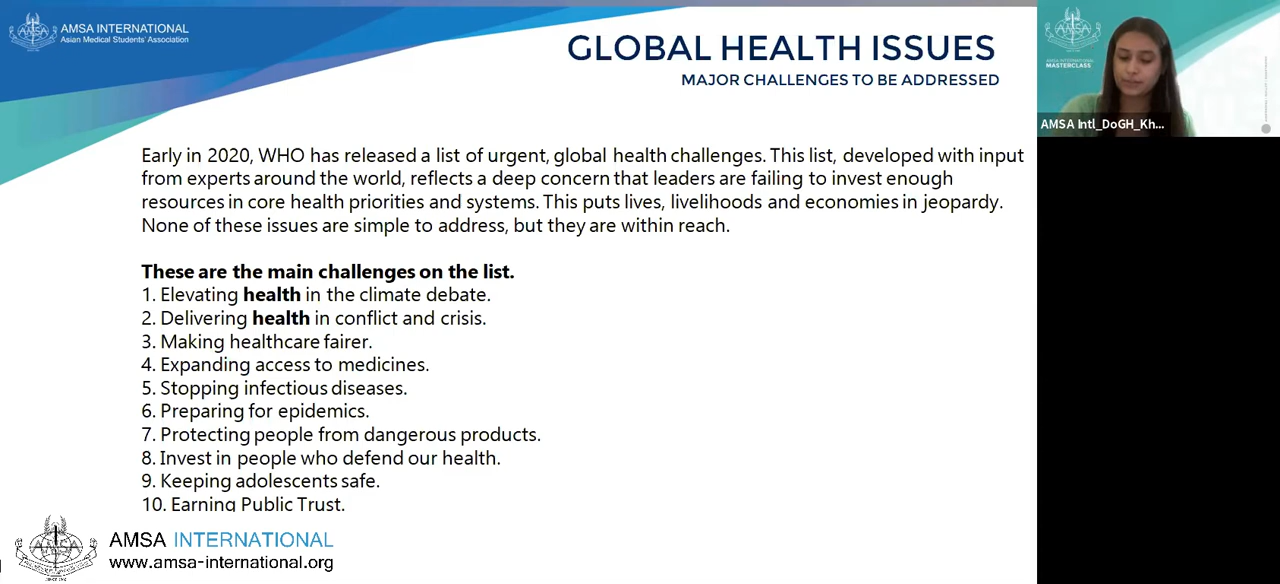 AMSA INTERNATIONAL
Asian Medical Students' Association
GLOBAL HEALTH ISSUES
MAJOR CHALLENGES TO BE ADDRESSED
Early in 2020, WHO has released a list of urgent, global health challenges. This list, developed with input
from experts around the world, reflects a deep concern that leaders are failing to invest enough
resources in core health priorities and systems. This puts lives, livelihoods and economies in jeopardy.
None of these issues are simple to address, but they are within reach.
These are the main challenges on the list.
1. Elevating health in the climate debate.
2. Delivering health in conflict and crisis.
3. Making healthcare fairer.
4. Expanding access to medicines.
5. Stopping infectious diseases.
6. Preparing for epidemics.
7. Protecting people from dangerous products.
8. Invest in people who defend our health.
9. Keeping adolescents safe.
10. Earning Public Trust.
AMSA INTERNATIONAL
www.amsa-international.org
AMSA INTERNATIONAL
MASTERCLASS
AMSA Intl_DoGH_Kh...